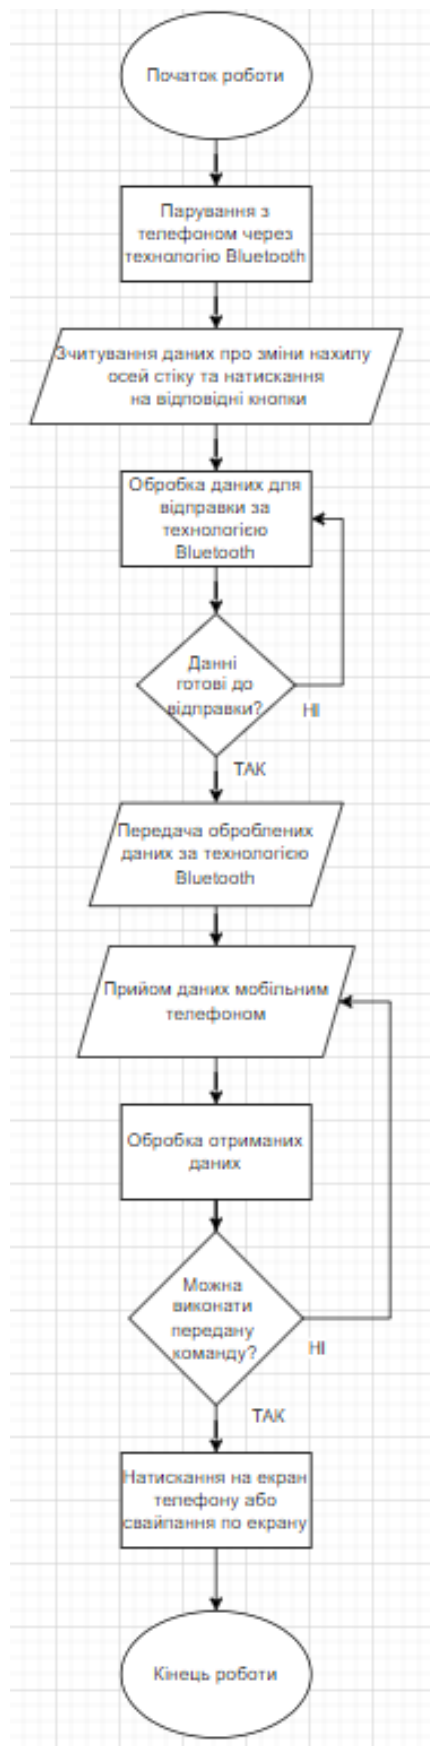 Початок роботи
Парування з
телефоном через
технологію Bluetooth
Зчитування даних про зміни нахилу
осей стіку та натискання
на відповідні кнопки
Обробка даних для
відправки за
технологією
Bluetooth
Данні
готові до
відправки?
НІ
ТАК
Передача оброблених
даних за технологією
Bluetooth
Прийом даних мобільним
телефоном
Обробка отриманих
даних
Можна
виконати
передану
команду?
НІ
ТАК
Натискання на екран
телефону або
свайпання по екрану
Кінець роботи